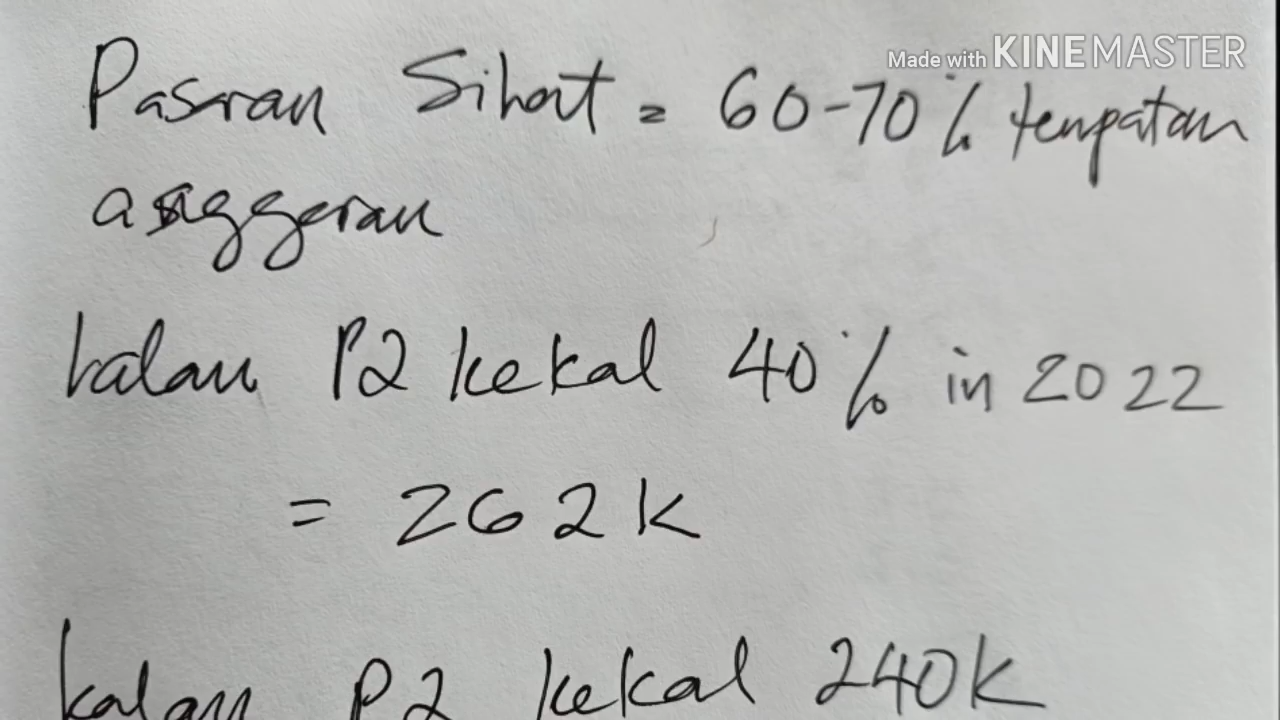 Made with KINEMASTER
Pasaran Sihat = 60-70% tempatan
anggeran
kalau P2 kekal 40% in 2022
= 262K
kalau P2 kekal 240K